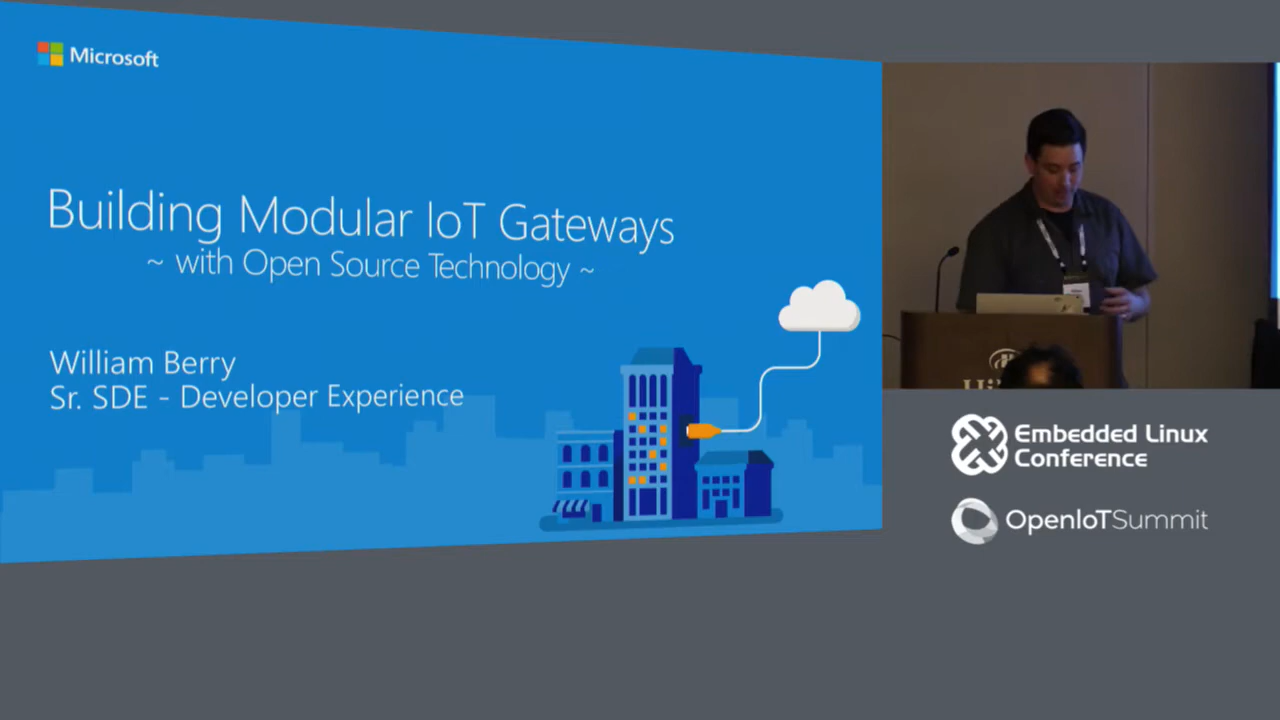 Microsoft
Building Modular IoT Gateways
~ with Open Source Technology ~
William Berry
Sr. SDE - Developer Experience
Embedded Linux
Conference
OpenIoTSummit